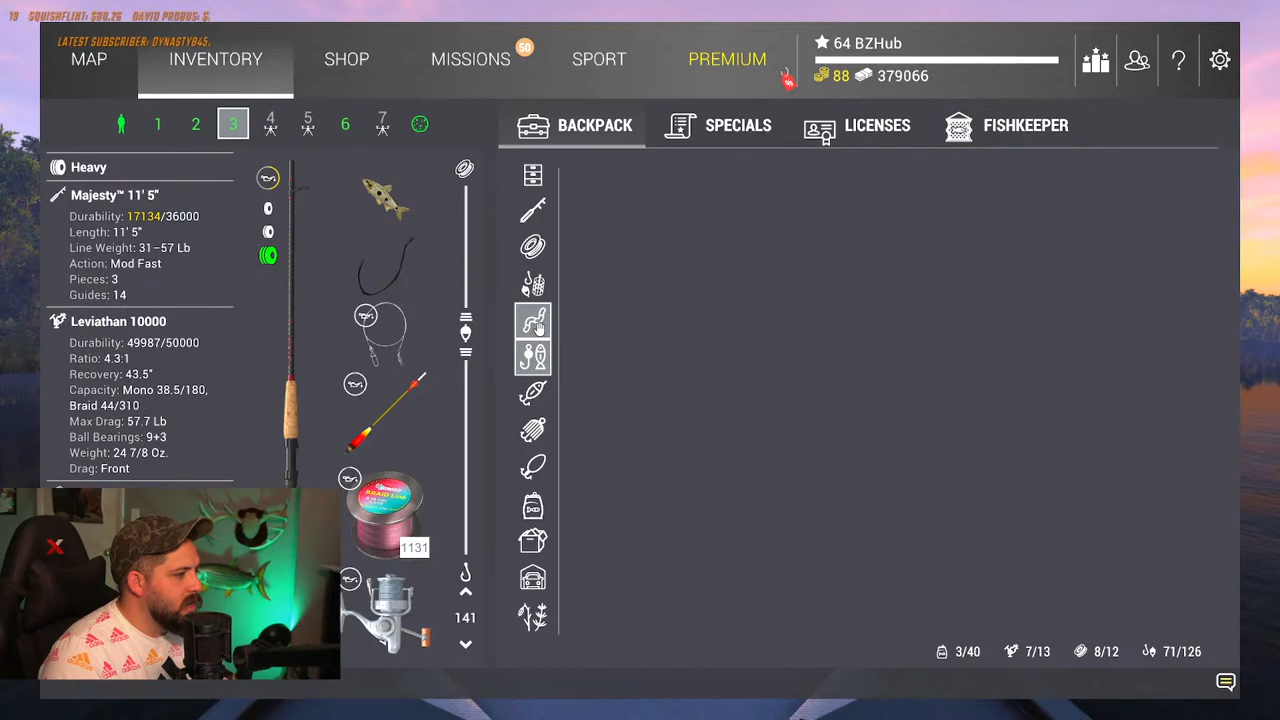 19 SQUISHFLINT: $80.26 DAVID PROBUS: $
LATEST SUBSCRIBER: DYNASTY845,
MAP
INVENTORY
SHOP
MISSIONS
50
SPORT
PREMIUM
64 BZHub
88 379066
1
2
3
4
5
6
7
BACKPACK
SPECIALS
LICENSES
FISHKEEPER
Heavy
Majesty™ 11' 5"
Durability: 17134/36000
Length: 11' 5"
Line Weight: 31–57 Lb
Action: Mod Fast
Pieces: 3
Guides: 14
Leviathan 10000
Durability: 49987/50000
Ratio: 4.3:1
Recovery: 43.5"
Capacity: Mono 38.5/180,
Braid 44/310
Max Drag: 57.7 Lb
Ball Bearings: 9+3
Weight: 24 7/8 Oz.
Drag: Front
BRAID LINE
1131
141
3/40
7/13
8/12
71/126